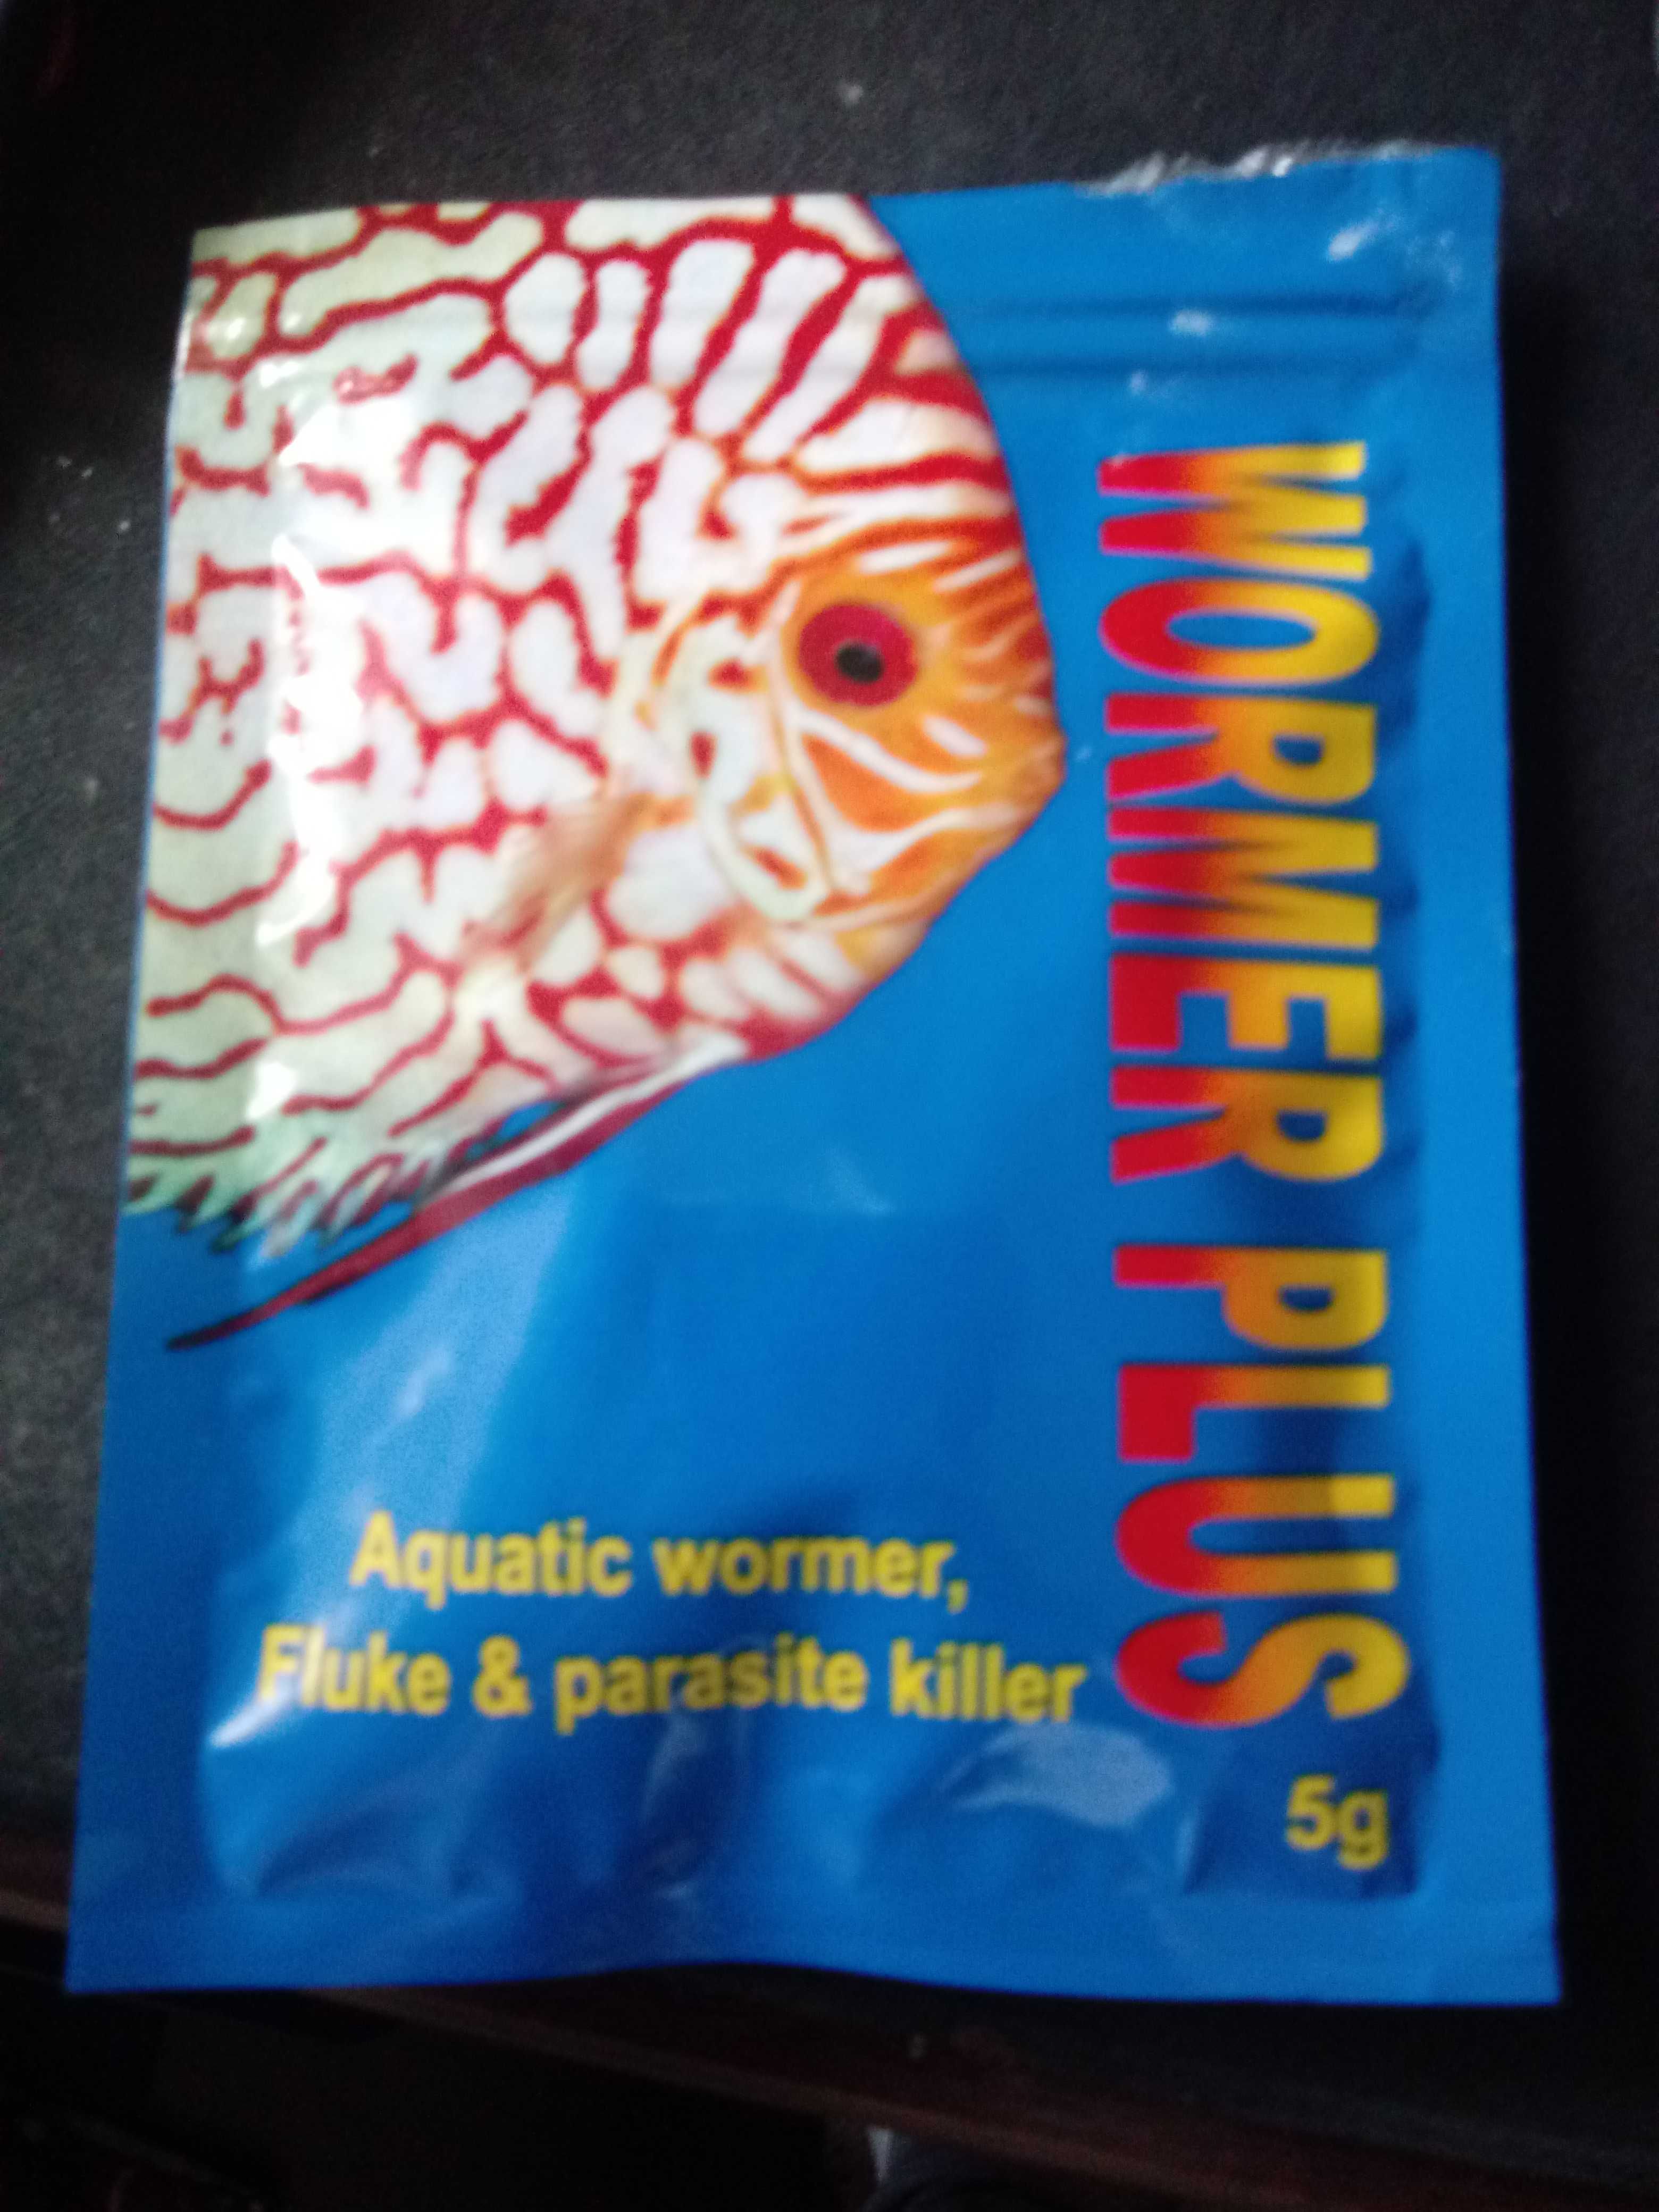 WORMER PLUS
Aquatic wormer,
Fluke & parasite killer
5g